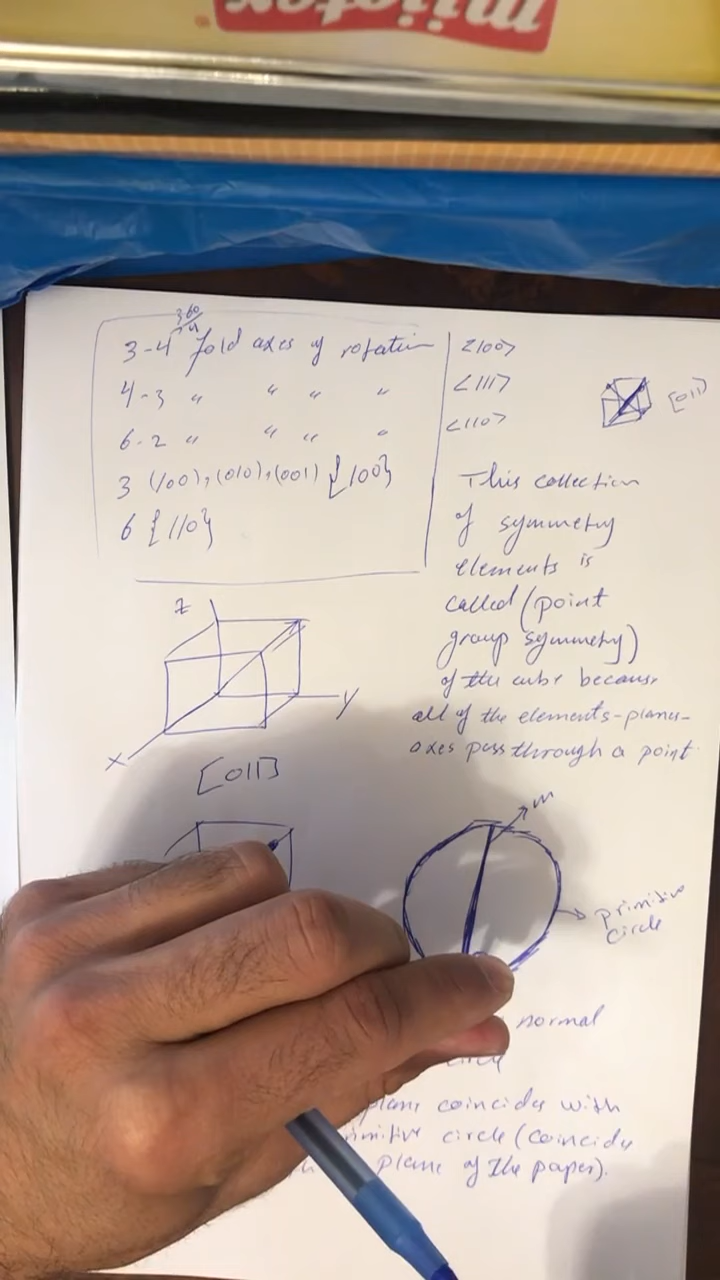 mintex
360/4
3-4 fold axes of rotation
<100>
4-3 " " " "
<111>
6-2 " " " "
<110>
3 (100), (010), (001) {100}
6 {110}
[011]
This collection
of symmetry
elements is
called (point
group symmetry)
of the cube because
all of the elements-planes-
axes pass through a point
z
y
x
[011]
m
primitive
circle
normal
plane coincides with
circle (coincide
plane of the paper).